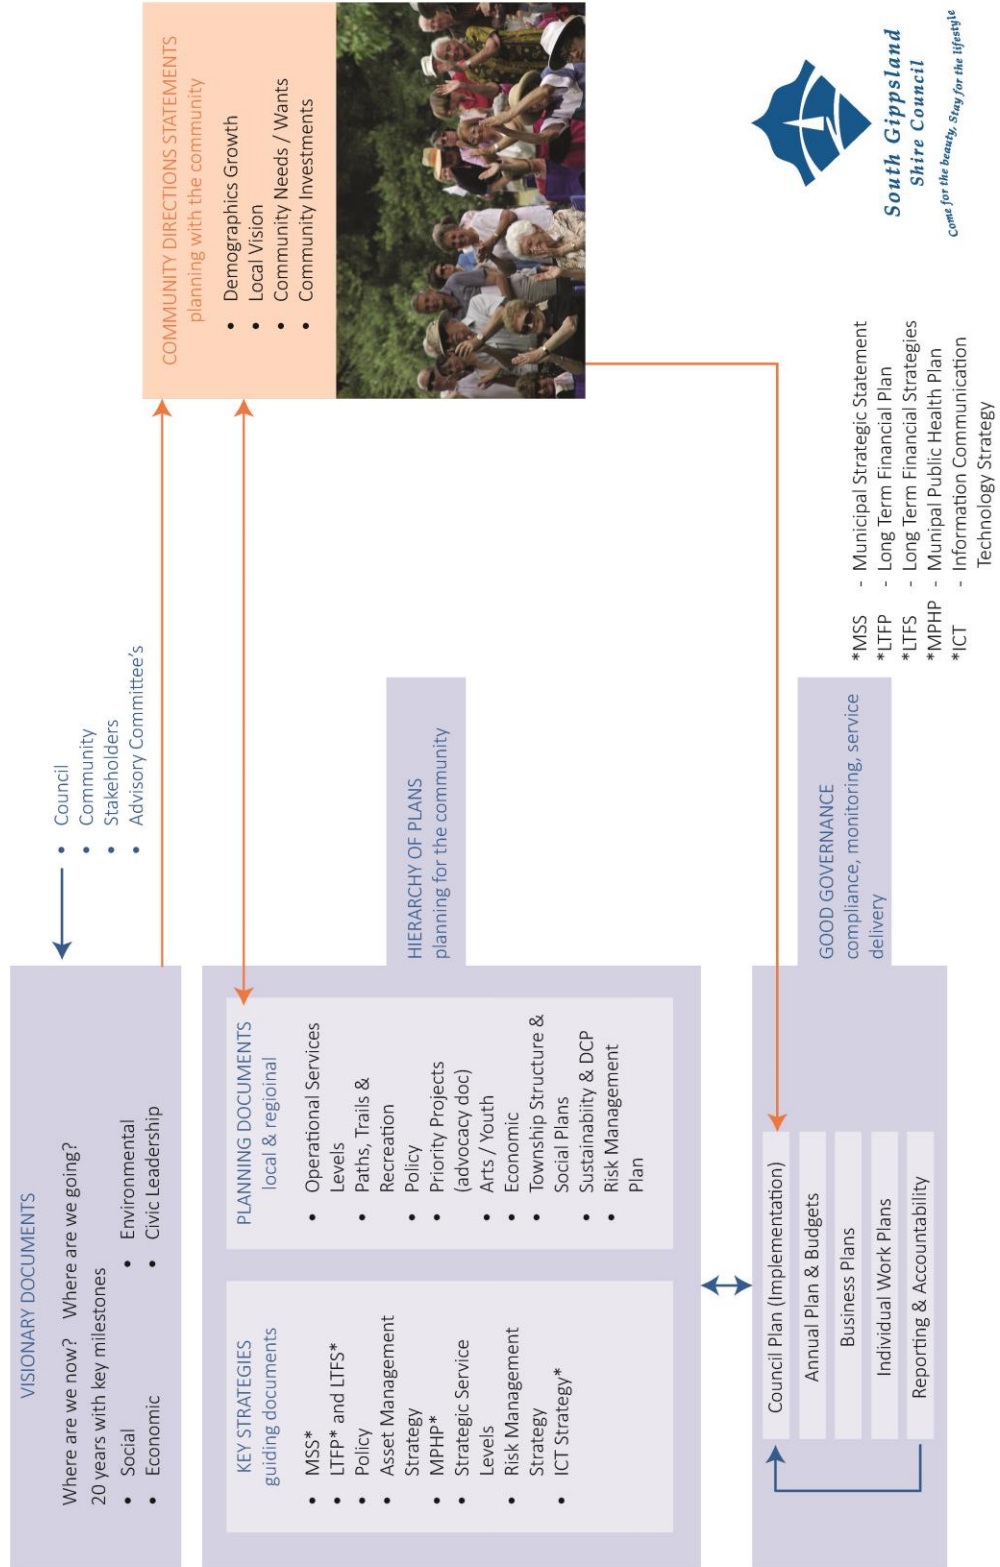 VISIONARY DOCUMENTS
Where are we now?   Where are we going?
20 years with key milestones
• Social
• Economic
• Environmental
• Civic Leadership
• Council
• Community
• Stakeholders
• Advisory Committee's
COMMUNITY DIRECTIONS STATEMENTS
planning with the community
• Demographics Growth
• Local Vision
• Community Needs / Wants
• Community Investments
KEY STRATEGIES
guiding documents
• MSS*
• LTFP* and LTFS*
• Policy
• Asset Management
Strategy
• MPHP*
• Strategic Service
Levels
• Risk Management
Strategy
• ICT Strategy*
PLANNING DOCUMENTS
local & regioinal
• Operational Services
Levels
• Paths, Trails &
Recreation
• Policy
• Priority Projects
(advocacy doc)
• Arts / Youth
• Economic
• Township Structure &
Social Plans
• Sustainabiity & DCP
• Risk Management
Plan
HIERARCHY OF PLANS
planning for the community
Council Plan (Implementation)
Annual Plan & Budgets
Business Plans
Individual Work Plans
Reporting & Accountability
GOOD GOVERNANCE
compliance, monitoring, service
delivery
*MSS - Municipal Strategic Statement
*LTFP - Long Term Financial Plan
*LTFS - Long Term Financial Strategies
*MPHP - Munipal Public Health Plan
*ICT - Information Communication
Technology Strategy
South Gippsland
Shire Council
Come for the beauty, Stay for the lifestyle